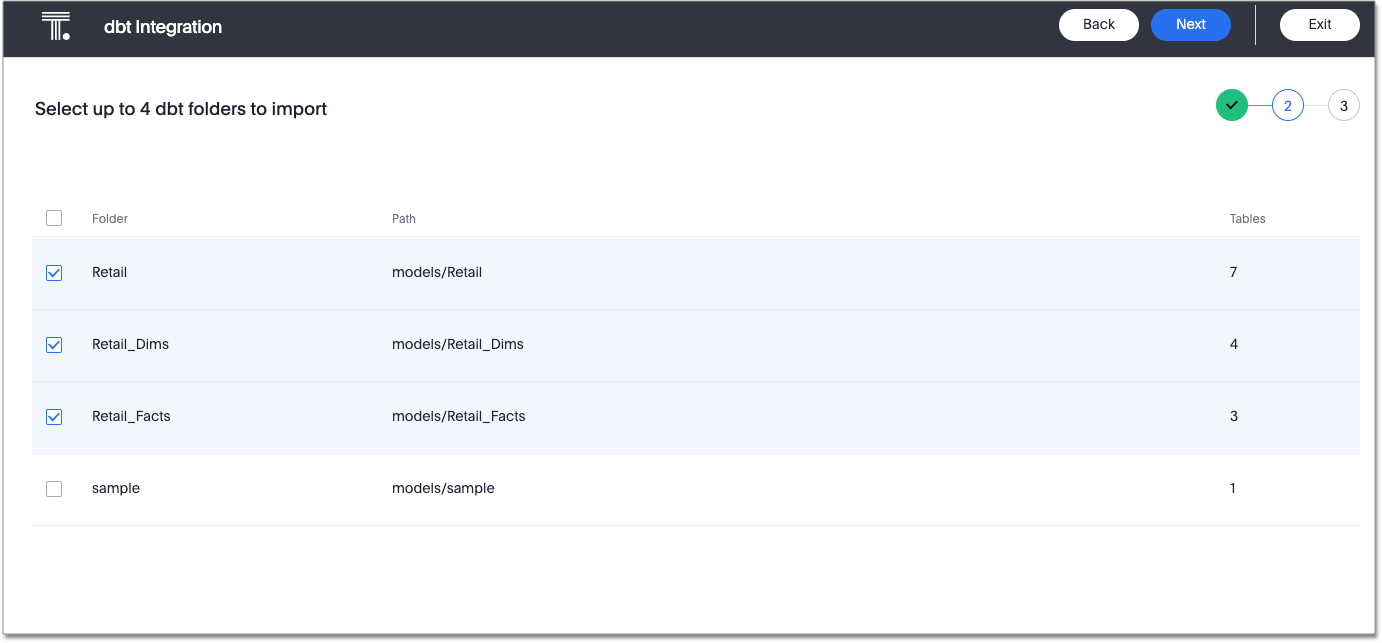 dbt Integration
Back
Next
Exit
Select up to 4 dbt folders to import
2
3
Folder Path Tables
Retail models/Retail 7
Retail_Dims models/Retail_Dims 4
Retail_Facts models/Retail_Facts 3
sample models/sample 1